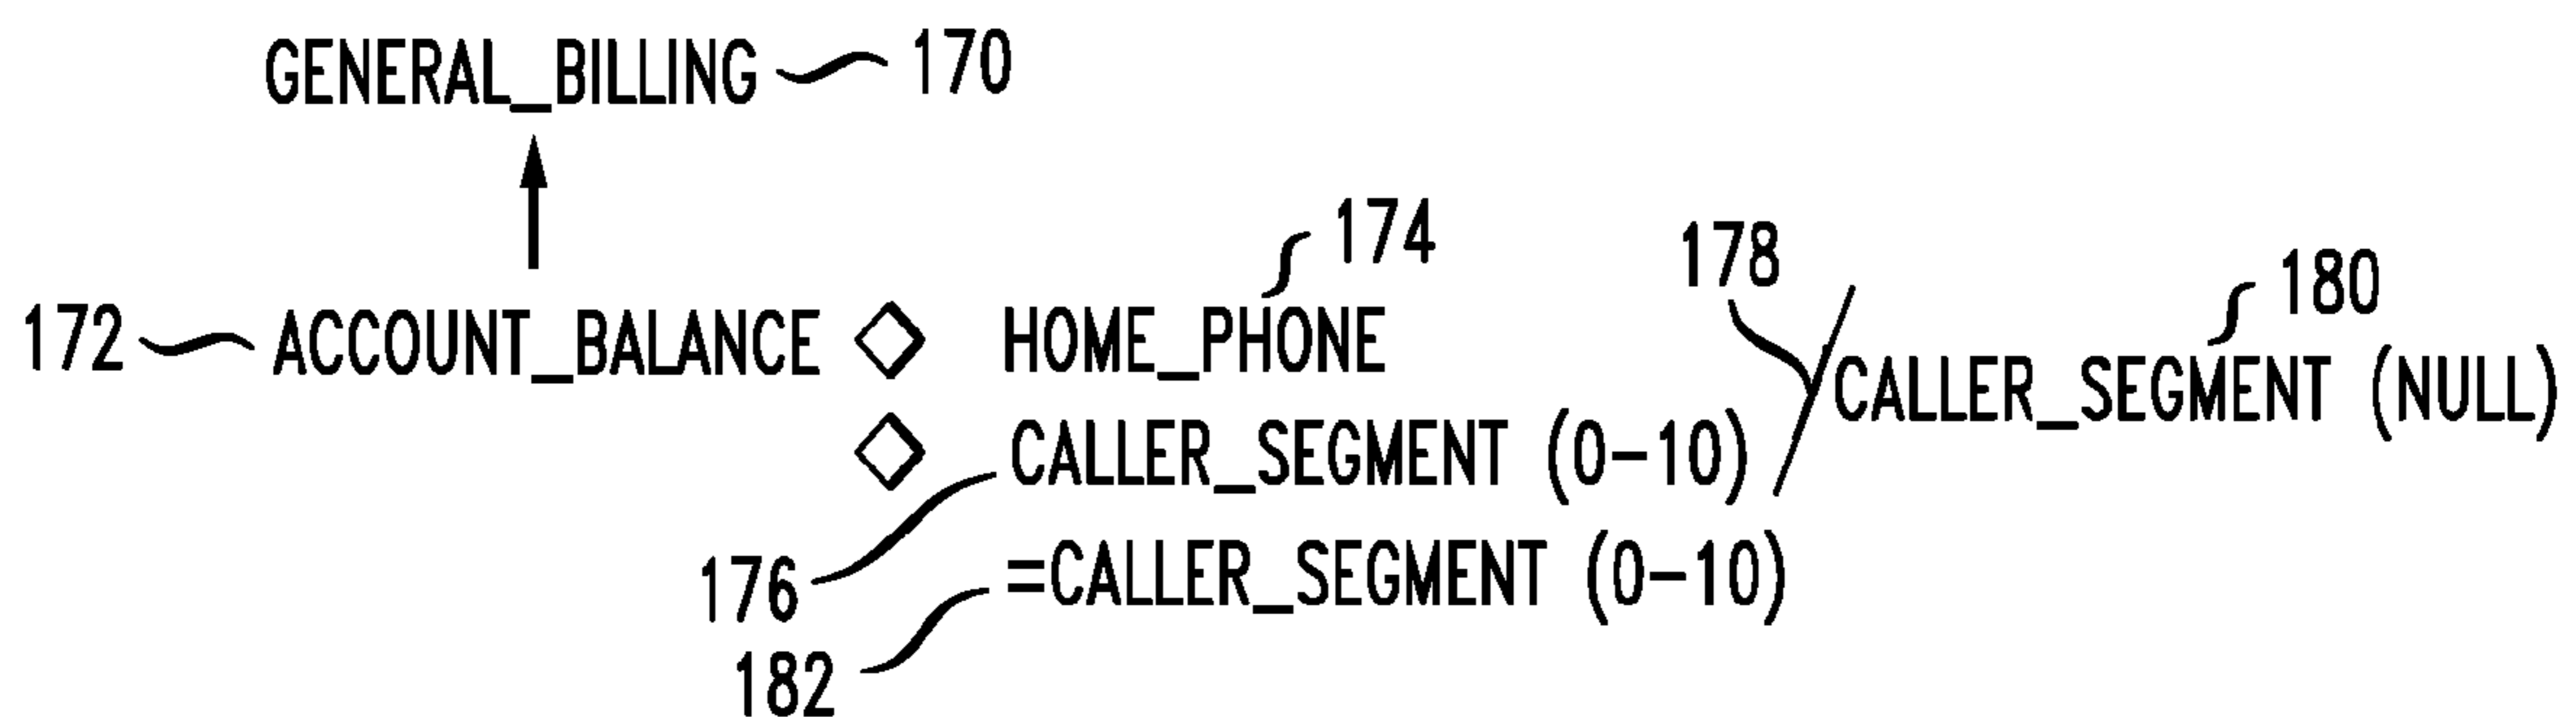 GENERAL_BILLING 170
174
178
180
172 ACCOUNT_BALANCE ◇ HOME_PHONE
/ CALLER_SEGMENT (NULL)
◇ CALLER_SEGMENT (0-10)
176 =CALLER_SEGMENT (0-10)
182